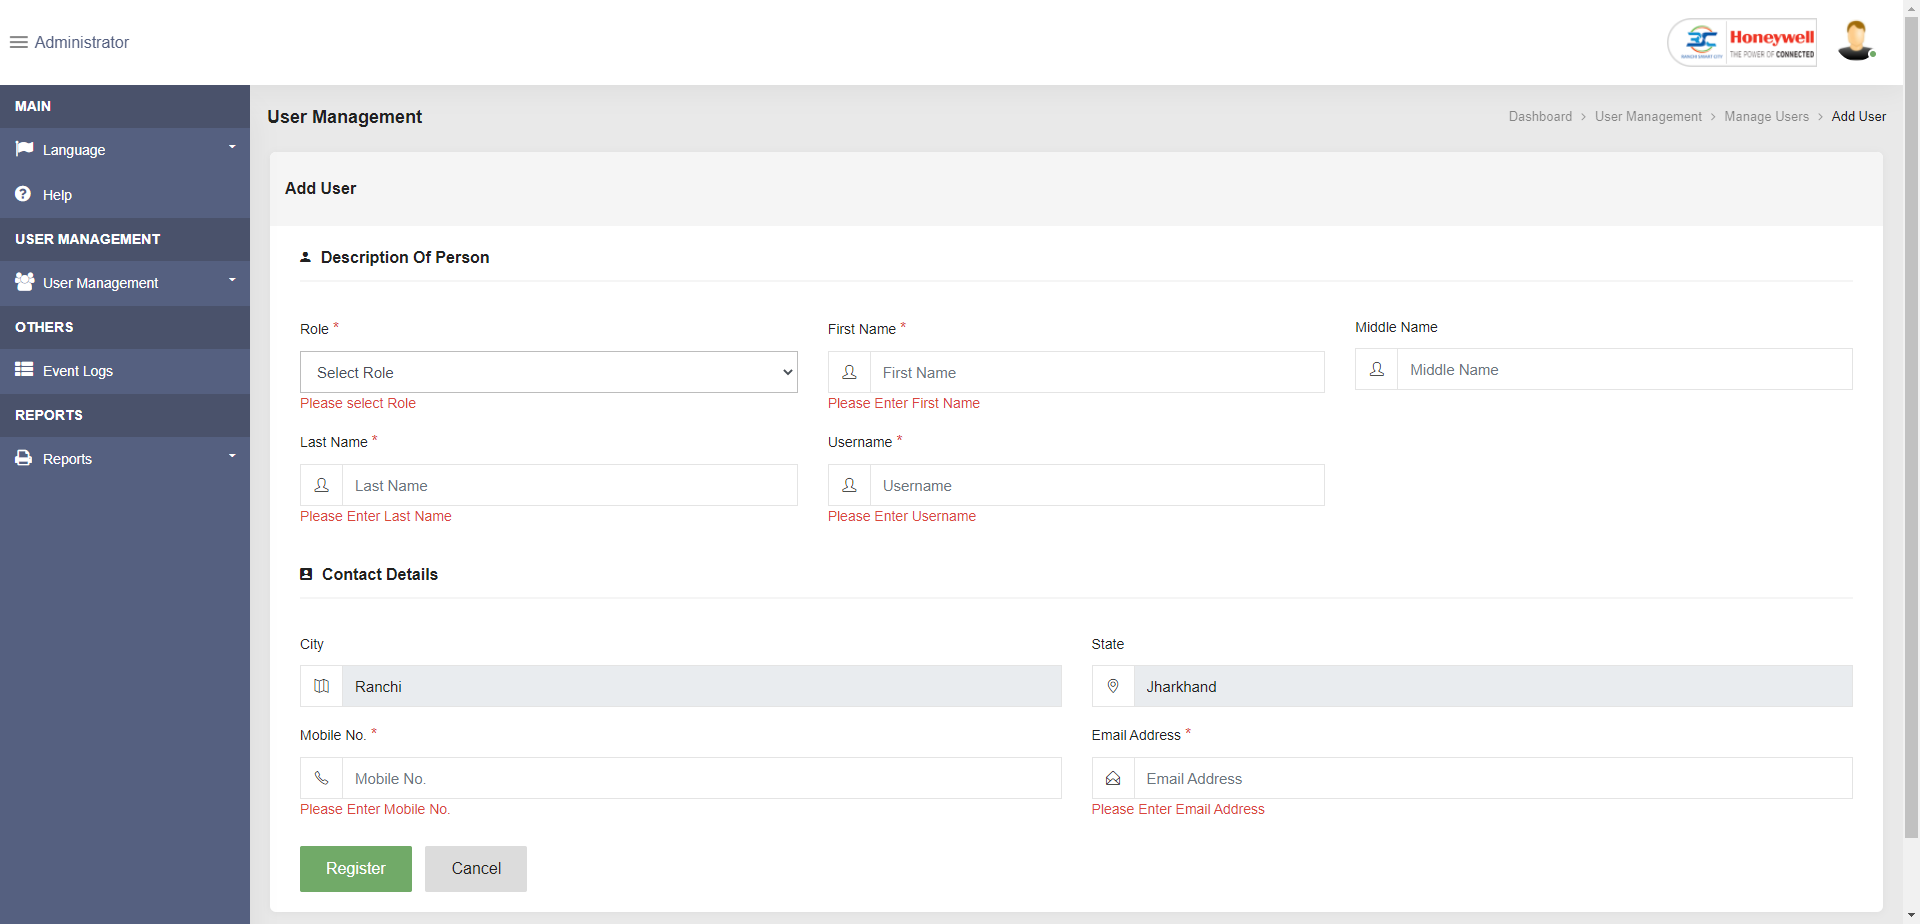 Administrator
Honeywell
THE POWER OF CONNECTED
MAIN
Language
Help
USER MANAGEMENT
User Management
OTHERS
Event Logs
REPORTS
Reports
User Management
Dashboard > User Management > Manage Users > Add User
Add User
Description Of Person
Role * First Name * Middle Name
Select Role First Name Middle Name
Please select Role Please Enter First Name
Last Name * Username *
Last Name Username
Please Enter Last Name Please Enter Username
Contact Details
City State
Ranchi Jharkhand
Mobile No. * Email Address *
Mobile No. Email Address
Please Enter Mobile No. Please Enter Email Address
Register Cancel